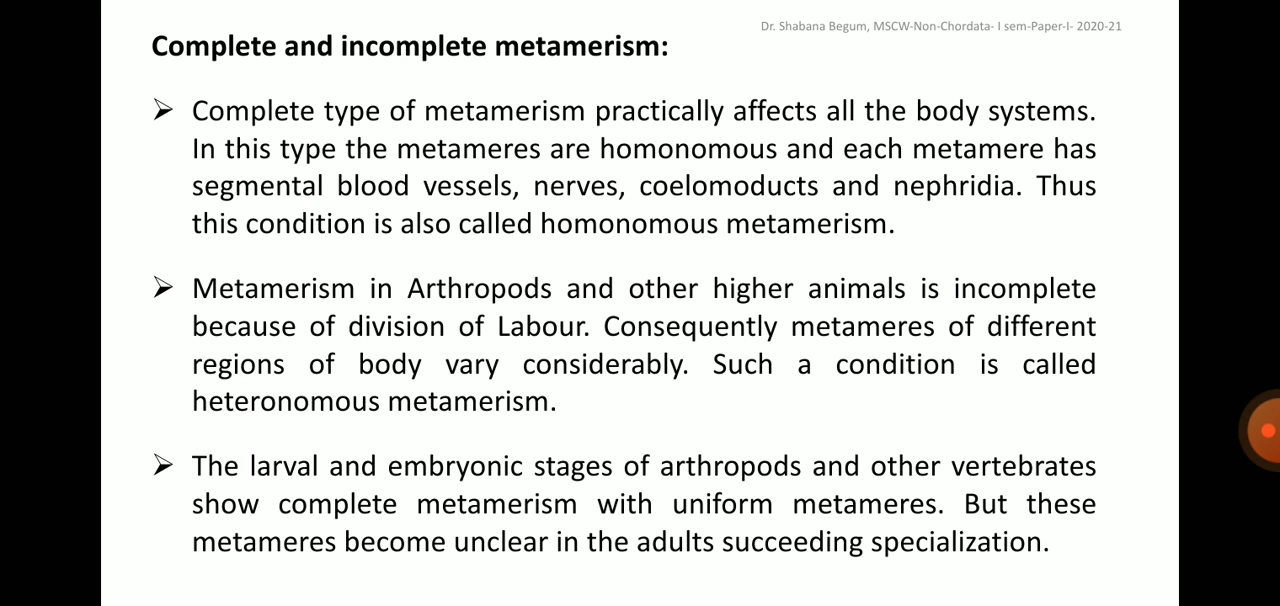 Dr. Shabana Begum, MSCW-Non-Chordata- I sem-Paper-I- 2020-21
Complete and incomplete metamerism:
➢ Complete type of metamerism practically affects all the body systems.
In this type the metameres are homonomous and each metamere has
segmental blood vessels, nerves, coelomoducts and nephridia. Thus
this condition is also called homonomous metamerism.
➢ Metamerism in Arthropods and other higher animals is incomplete
because of division of Labour. Consequently metameres of different
regions of body vary considerably. Such a condition is called
heteronomous metamerism.
➢ The larval and embryonic stages of arthropods and other vertebrates
show complete metamerism with uniform metameres. But these
metameres become unclear in the adults succeeding specialization.